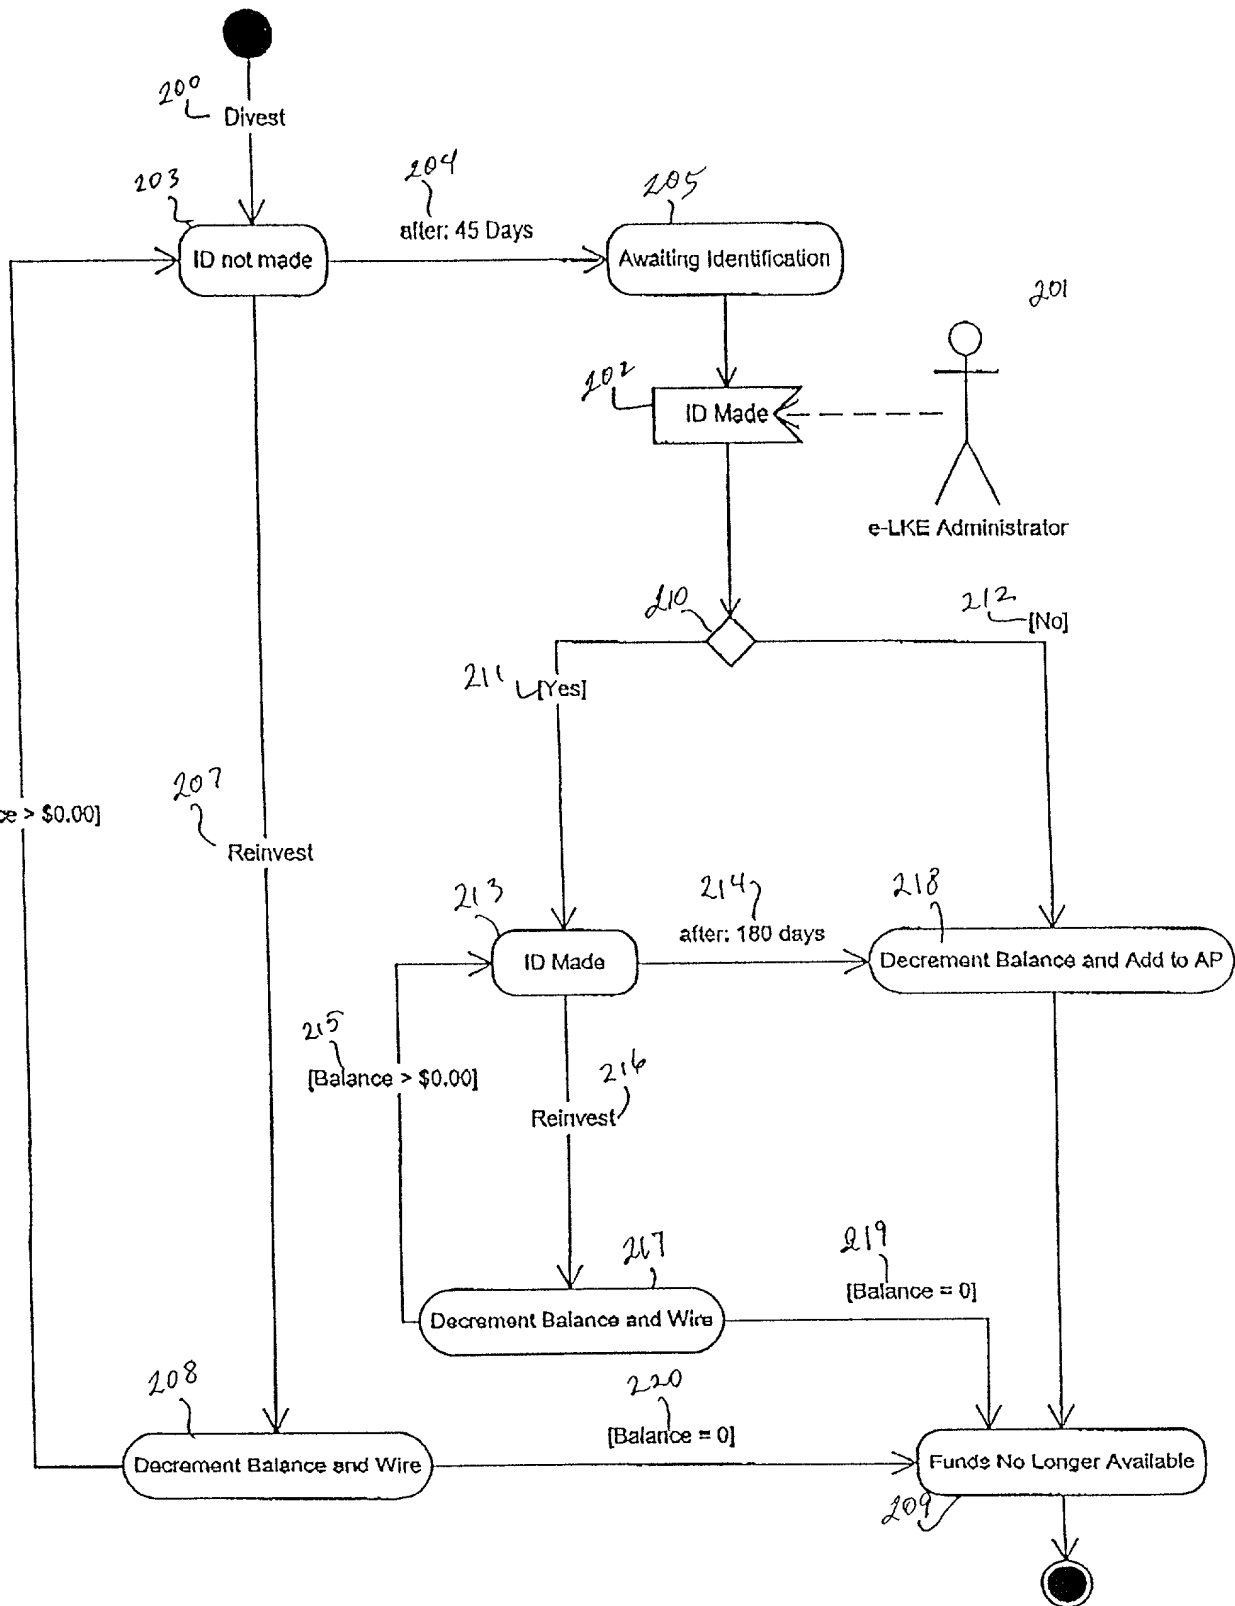 200
Divest
203
204
205
after: 45 Days
ID not made
Awaiting Identification
201
202
ID Made
e-LKE Administrator
210
212
[No]
211
[Yes]
207
ce > $0.00]
Reinvest
213
214
218
after: 180 days
ID Made
Decrement Balance and Add to AP
215
[Balance > $0.00]
216
Reinvest
217
219
[Balance = 0]
Decrement Balance and Wire
208
220
[Balance = 0]
Decrement Balance and Wire
Funds No Longer Available
209